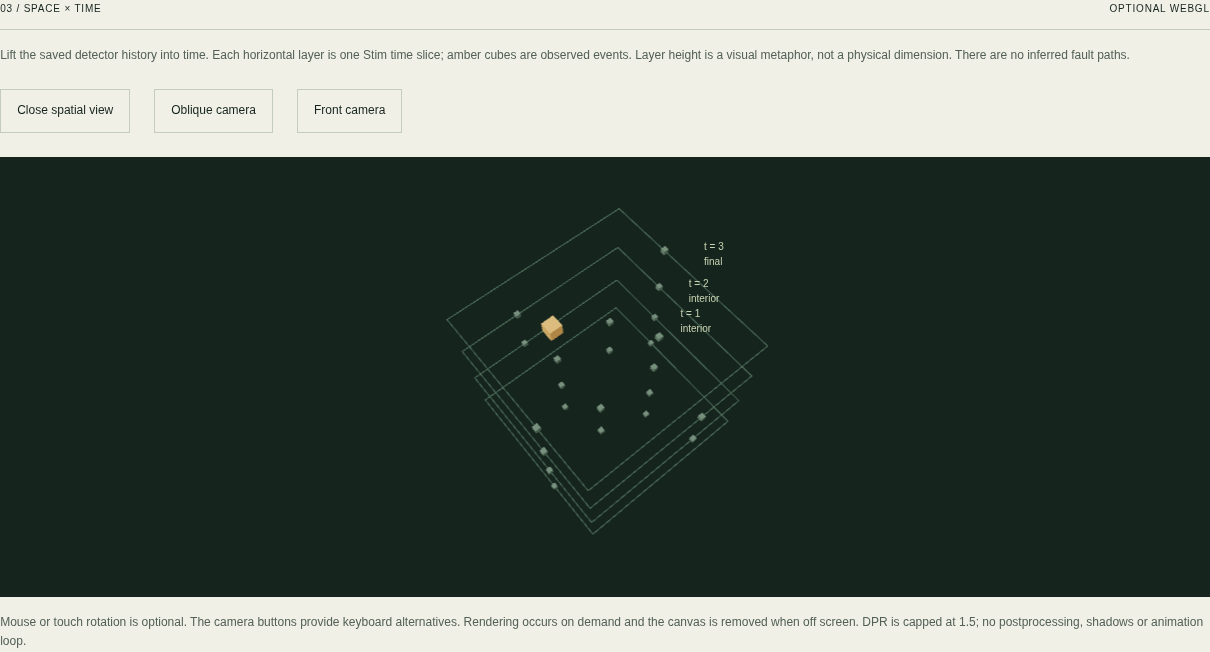 03 / SPACE × TIME
OPTIONAL WEBGL
Lift the saved detector history into time. Each horizontal layer is one Stim time slice; amber cubes are observed events. Layer height is a visual metaphor, not a physical dimension. There are no inferred fault paths.
Close spatial view
Oblique camera
Front camera
t = 3
final
t = 2
interior
t = 1
interior
Mouse or touch rotation is optional. The camera buttons provide keyboard alternatives. Rendering occurs on demand and the canvas is removed when off screen. DPR is capped at 1.5; no postprocessing, shadows or animation
loop.